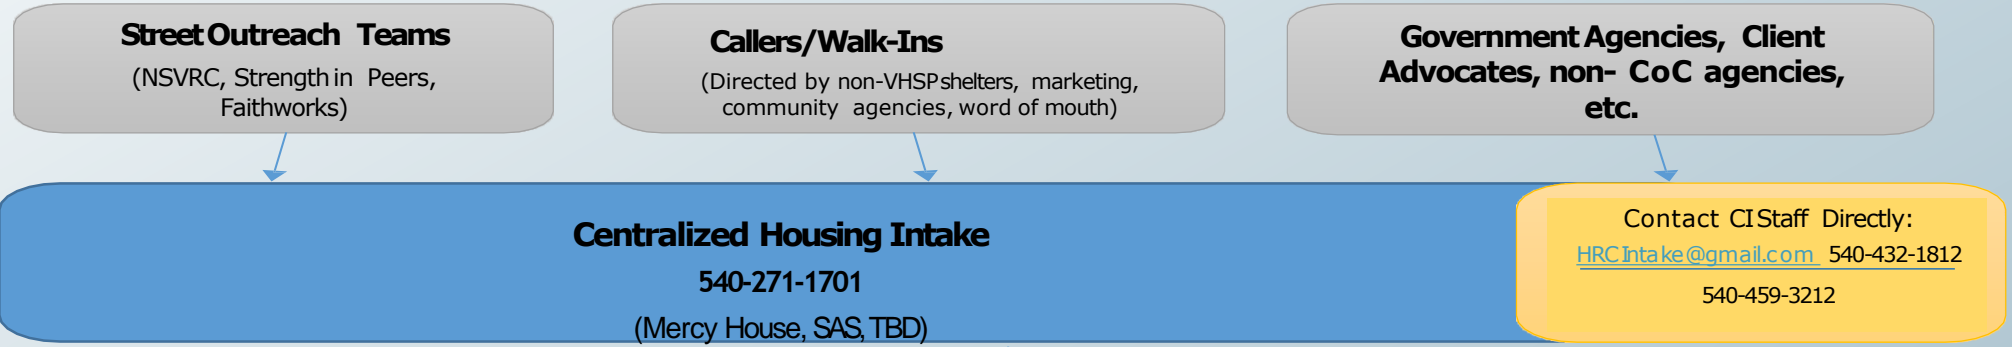 Street Outreach Teams
(NSVRC, Strength in Peers,
Faithworks)
Callers/Walk-Ins
(Directed by non-VHSP shelters, marketing,
community agencies, word of mouth)
Government Agencies, Client
Advocates, non- CoC agencies,
etc.
Centralized Housing Intake
540-271-1701
(Mercy House, SAS, TBD)
Contact CI Staff Directly:
HRCIntake@gmail.com 540-432-1812
540-459-3212